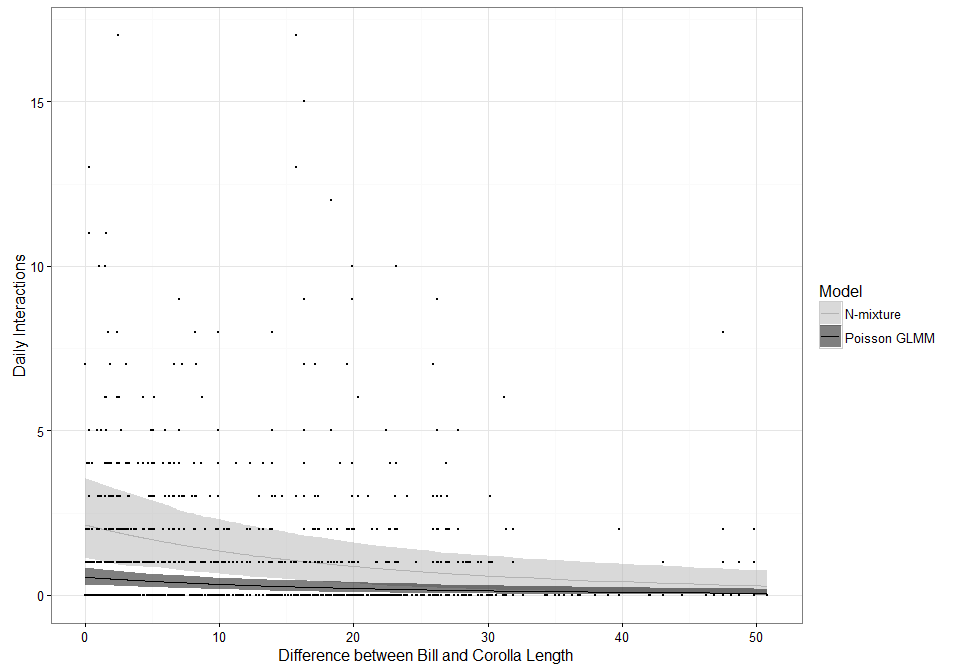 15
10
5
0
Daily Interactions
0 10 20 30 40 50
Difference between Bill and Corolla Length
Model
N-mixture
Poisson GLMM